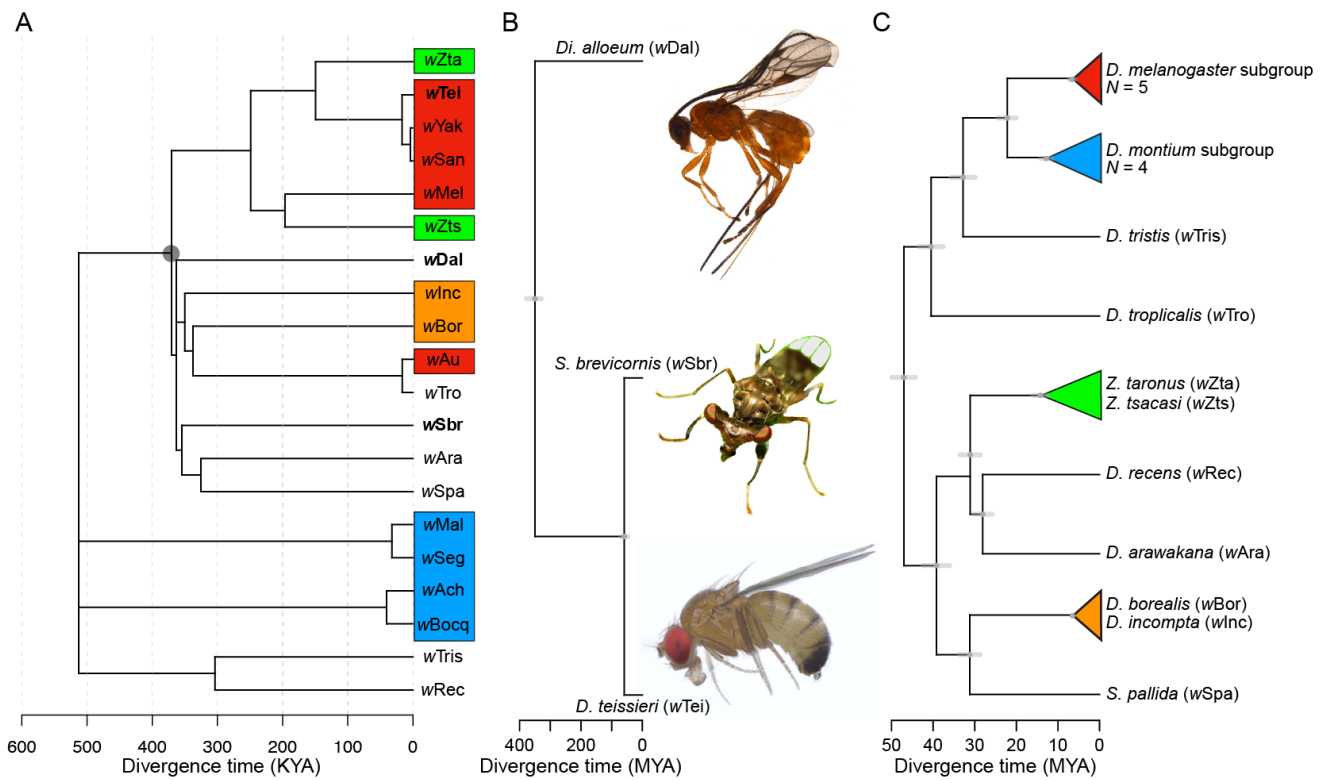 A
wZta
wTei
wYak
wSan
wMel
wZts
wDal
wInc
wBor
wAu
wTro
wSbr
wAra
wSpa
wMal
wSeg
wAch
wBocq
wTris
wRec
600 500 400 300 200 100 0
Divergence time (KYA)
B
Di. alloeum (wDal)
S. brevicornis (wSbr)
D. teissieri (wTei)
400 200 0
Divergence time (MYA)
C
D. melanogaster subgroup
N = 5
D. montium subgroup
N = 4
D. tristis (wTris)
D. troplicalis (wTro)
Z. taronus (wZta)
Z. tsacasi (wZts)
D. recens (wRec)
D. arawakana (wAra)
D. borealis (wBor)
D. incompta (wInc)
S. pallida (wSpa)
50 40 30 20 10 0
Divergence time (MYA)